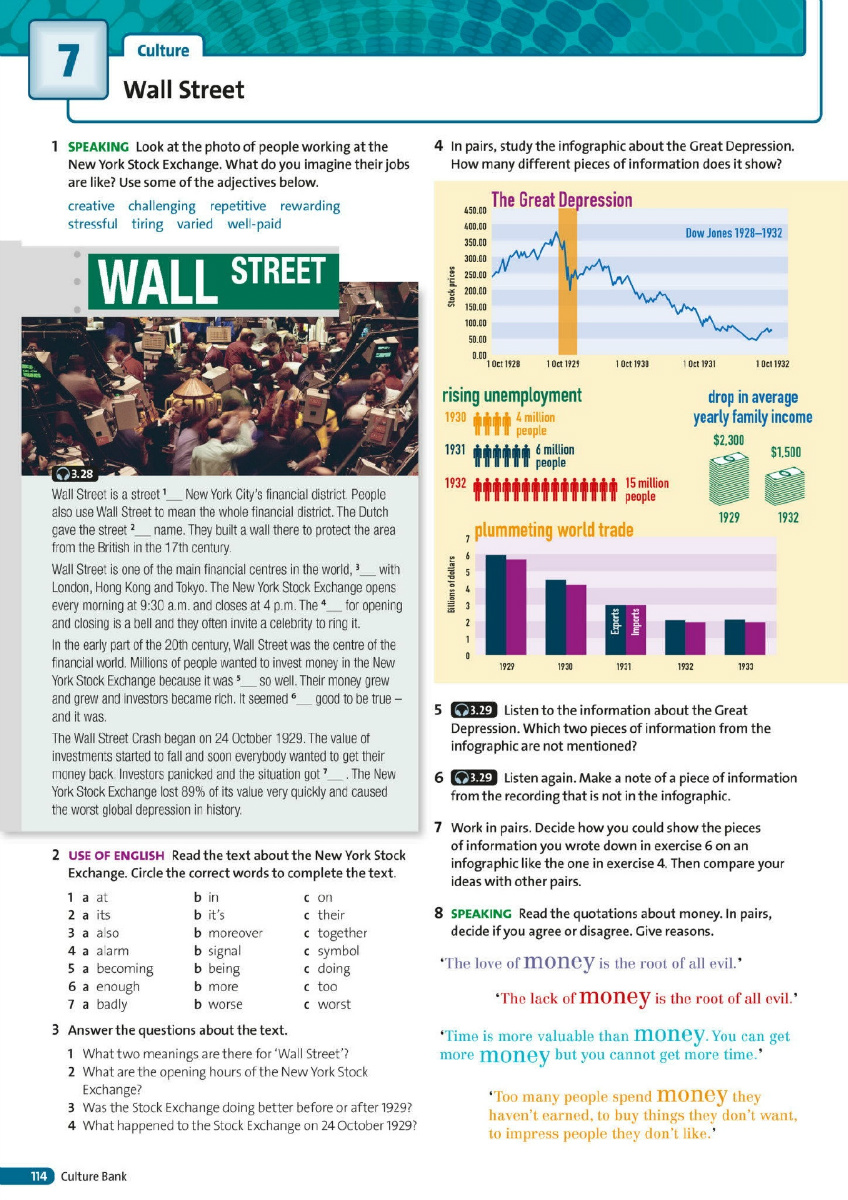 7
Culture
Wall Street
1 SPEAKING Look at the photo of people working at the
New York Stock Exchange. What do you imagine their jobs
are like? Use some of the adjectives below.
creative challenging repetitive rewarding
stressful tiring varied well-paid
WALL STREET
3.28
Wall Street is a street 1__ New York City's financial district. People
also use Wall Street to mean the whole financial district. The Dutch
gave the street 2__ name. They built a wall there to protect the area
from the British in the 17th century.
Wall Street is one of the main financial centres in the world, 3__ with
London, Hong Kong and Tokyo. The New York Stock Exchange opens
every morning at 9:30 a.m. and closes at 4 p.m. The 4__ for opening
and closing is a bell and they often invite a celebrity to ring it.
In the early part of the 20th century, Wall Street was the centre of the
financial world. Millions of people wanted to invest money in the New
York Stock Exchange because it was 5__ so well. Their money grew
and grew and investors became rich. It seemed 6__ good to be true –
and it was.
The Wall Street Crash began on 24 October 1929. The value of
investments started to fall and soon everybody wanted to get their
money back. Investors panicked and the situation got 7__ . The New
York Stock Exchange lost 89% of its value very quickly and caused
the worst global depression in history.
2 USE OF ENGLISH Read the text about the New York Stock
Exchange. Circle the correct words to complete the text.
1 a at b in c on
2 a its b it's c their
3 a also b moreover c together
4 a alarm b signal c symbol
5 a becoming b being c doing
6 a enough b more c too
7 a badly b worse c worst
3 Answer the questions about the text.
1 What two meanings are there for 'Wall Street'?
2 What are the opening hours of the New York Stock
Exchange?
3 Was the Stock Exchange doing better before or after 1929?
4 What happened to the Stock Exchange on 24 October 1929?
4 In pairs, study the infographic about the Great Depression.
How many different pieces of information does it show?
The Great Depression
Dow Jones 1928–1932
Stock prices
450.00
400.00
350.00
300.00
250.00
200.00
150.00
100.00
50.00
0.00
1 Oct 1928 1 Oct 1929 1 Oct 1930 1 Oct 1931 1 Oct 1932
rising unemployment
1930 4 million
people
1931 6 million
people
1932 15 million
people
drop in average
yearly family income
$2,300
$1,500
1929 1932
plummeting world trade
Billions of dollars
7
6
5
4
3
2
1
0
Exports
Imports
1929 1930 1931 1932 1933
5 3.29 Listen to the information about the Great
Depression. Which two pieces of information from the
infographic are not mentioned?
6 3.29 Listen again. Make a note of a piece of information
from the recording that is not in the infographic.
7 Work in pairs. Decide how you could show the pieces
of information you wrote down in exercise 6 on an
infographic like the one in exercise 4. Then compare your
ideas with other pairs.
8 SPEAKING Read the quotations about money. In pairs,
decide if you agree or disagree. Give reasons.
'The love of money is the root of all evil.'
'The lack of money is the root of all evil.'
'Time is more valuable than money. You can get
more money but you cannot get more time.'
'Too many people spend money they
haven't earned, to buy things they don't want,
to impress people they don't like.'
114 Culture Bank